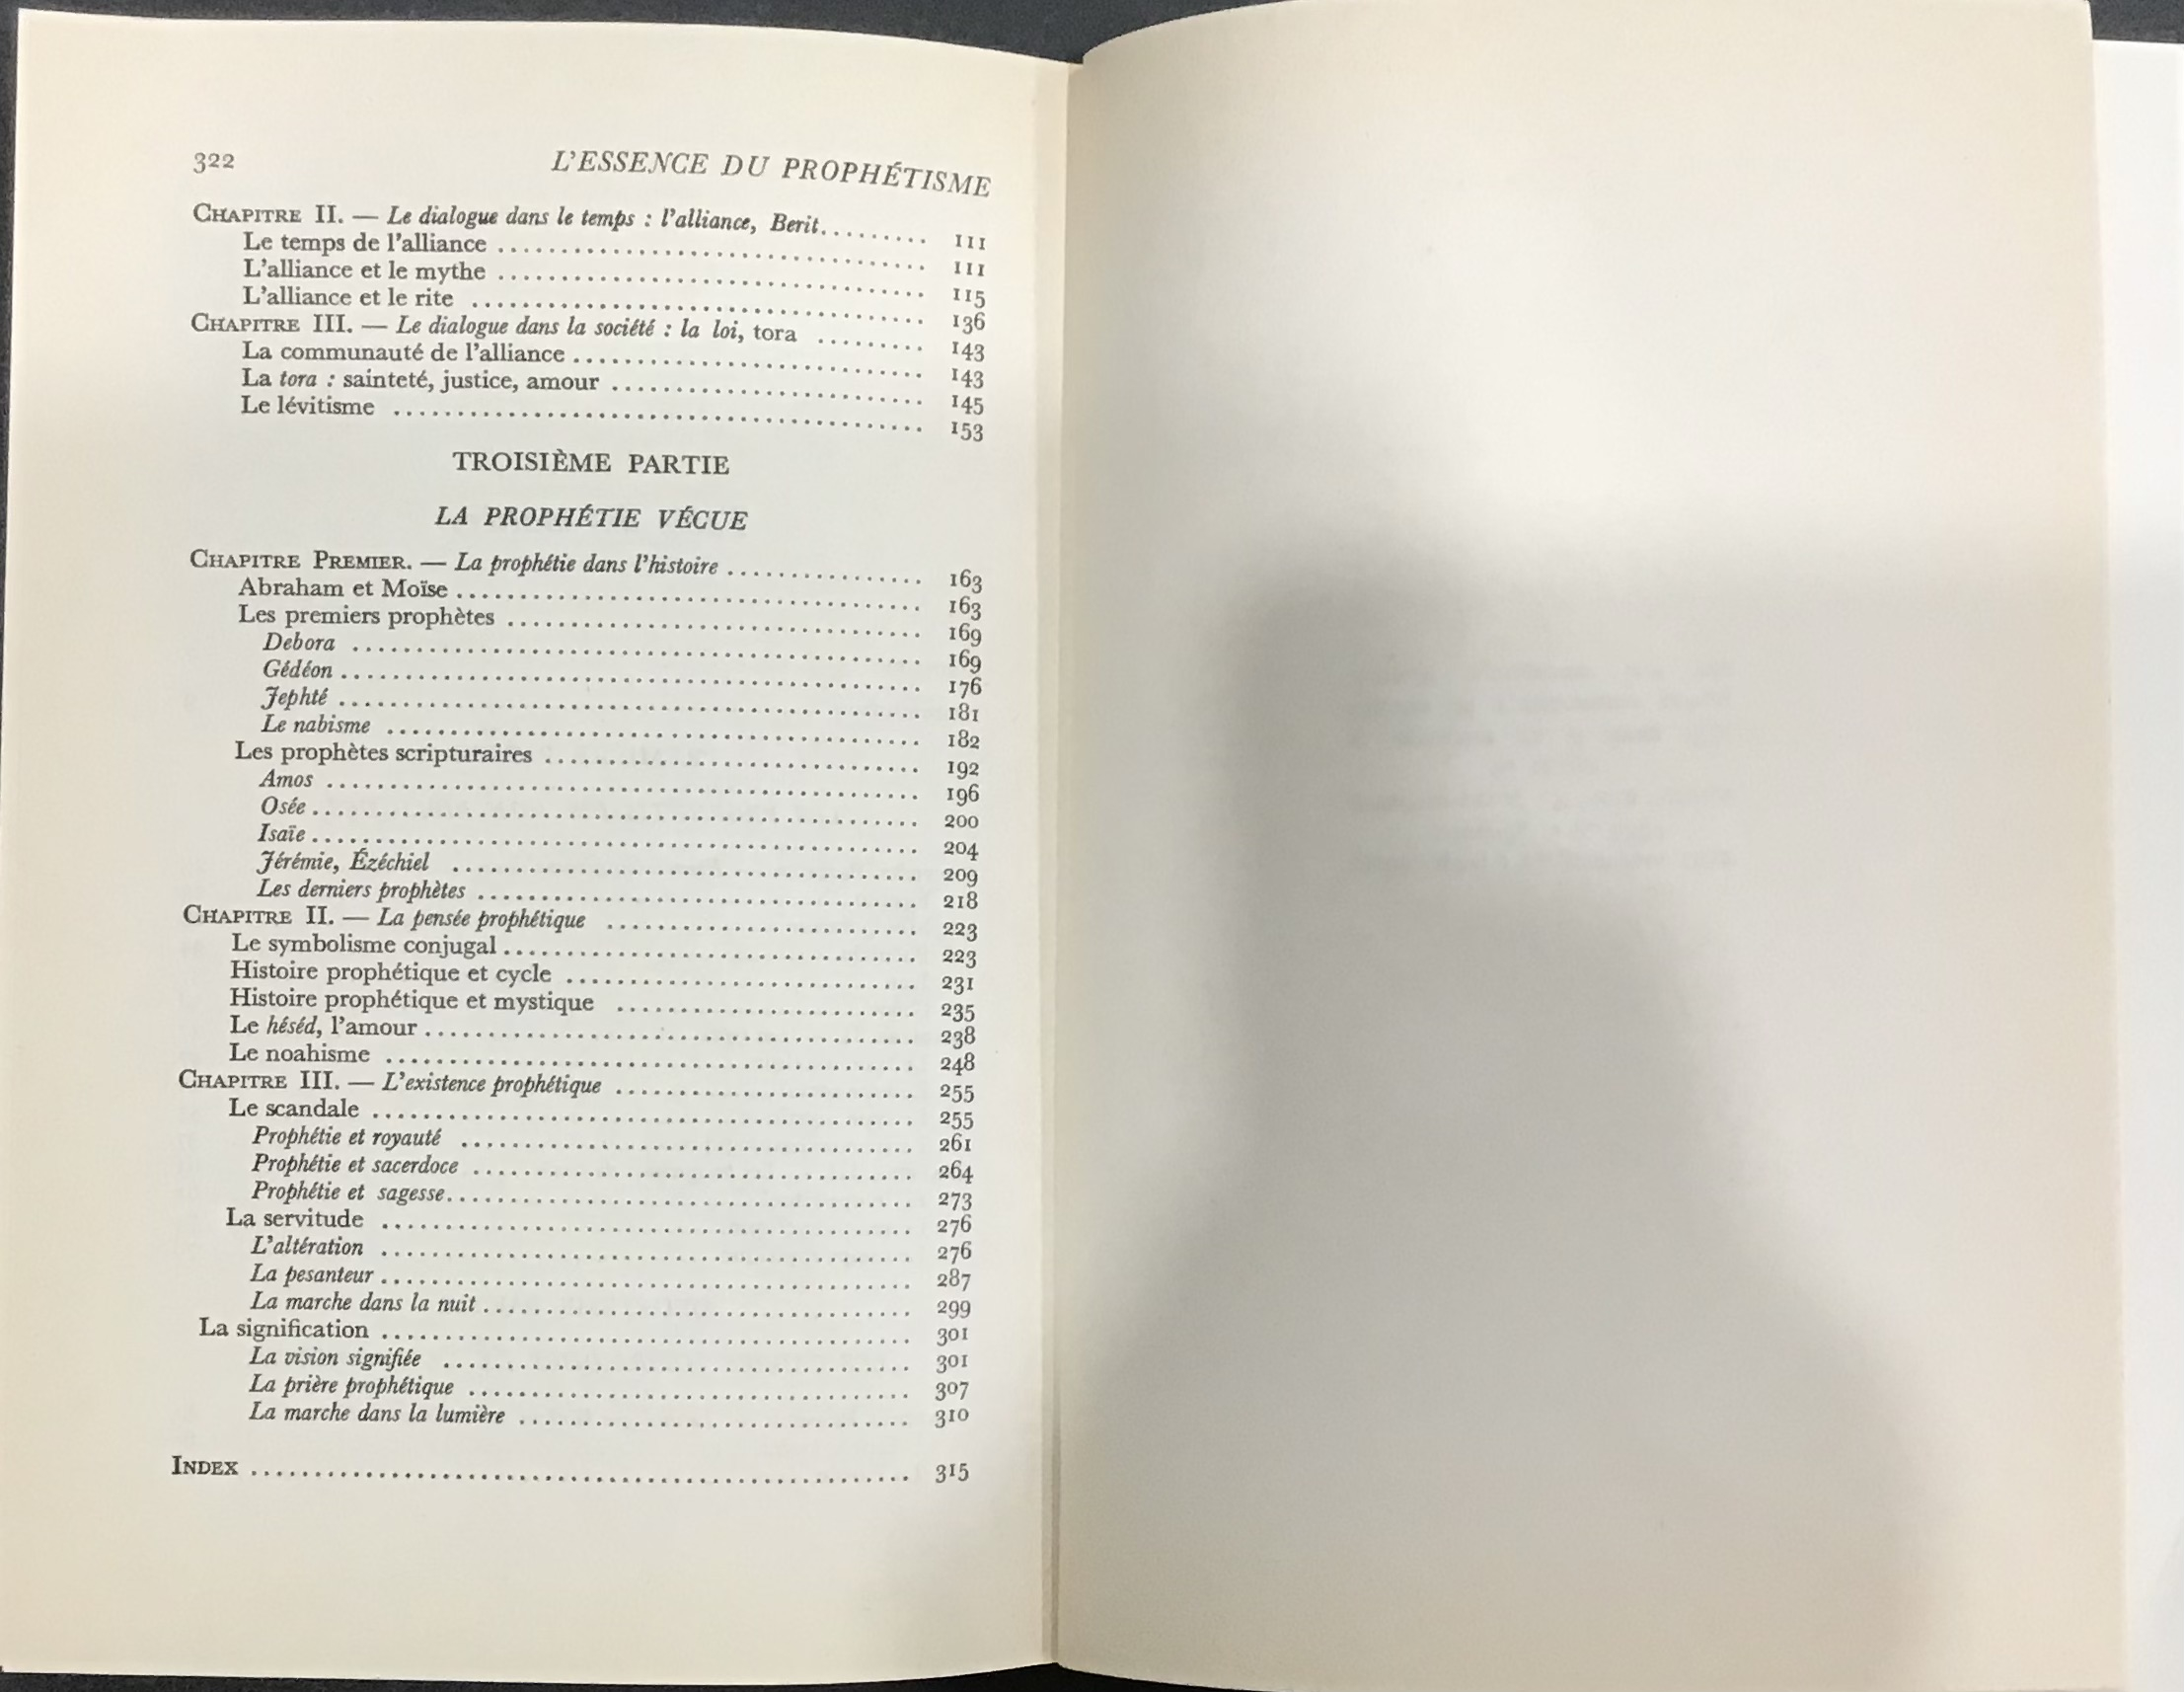 322 L'ESSENCE DU PROPHÉTISME
CHAPITRE II. — Le dialogue dans le temps : l'alliance, Berit......... 111
Le temps de l'alliance ........................................ 111
L'alliance et le mythe ........................................ 115
L'alliance et le rite ........................................ 136
CHAPITRE III. — Le dialogue dans la société : la loi, tora ......... 143
La communauté de l'alliance ................................ 143
La tora : sainteté, justice, amour ............................. 145
Le lévitisme ................................................ 153
TROISIÈME PARTIE
LA PROPHÉTIE VÉCUE
CHAPITRE PREMIER. — La prophétie dans l'histoire ................ 163
Abraham et Moïse ........................................ 163
Les premiers prophètes .................................... 169
Debora ................................................ 169
Gédéon ................................................ 176
Jephté ................................................ 181
Le nabisme ............................................ 182
Les prophètes scripturaires ................................ 192
Amos ................................................ 196
Osée ................................................ 200
Isaïe ................................................ 204
Jérémie, Ézéchiel ........................................ 209
Les derniers prophètes .................................... 218
CHAPITRE II. — La pensée prophétique ........................ 223
Le symbolisme conjugal .................................... 223
Histoire prophétique et cycle ................................ 231
Histoire prophétique et mystique ............................ 235
Le héséd, l'amour ........................................ 238
Le noahisme ............................................ 248
CHAPITRE III. — L'existence prophétique ........................ 255
Le scandale ............................................ 255
Prophétie et royauté .................................... 261
Prophétie et sacerdoce .................................... 264
Prophétie et sagesse...................................... 273
La servitude ............................................ 276
L'altération ............................................ 276
La pesanteur ............................................ 287
La marche dans la nuit .................................... 299
La signification ............................................ 301
La vision signifiée ........................................ 301
La prière prophétique .................................... 307
La marche dans la lumière ................................ 310
INDEX .................................................... 315